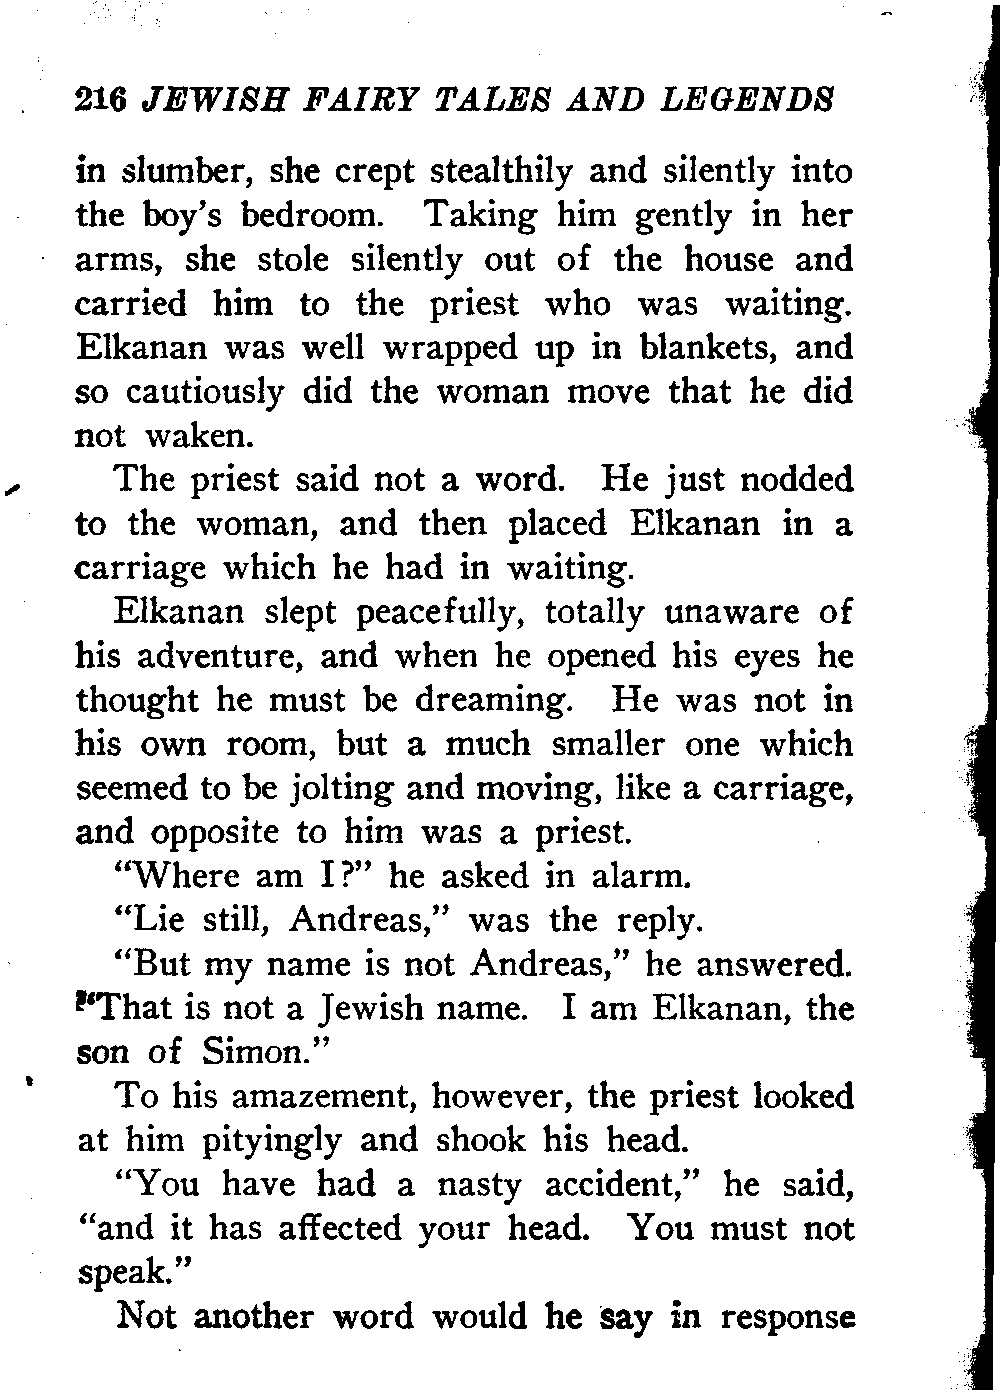 216 JEWISH FAIRY TALES AND LEGENDS
in slumber, she crept stealthily and silently into
the boy's bedroom. Taking him gently in her
arms, she stole silently out of the house and
carried him to the priest who was waiting.
Elkanan was well wrapped up in blankets, and
so cautiously did the woman move that he did
not waken.
The priest said not a word. He just nodded
to the woman, and then placed Elkanan in a
carriage which he had in waiting.
Elkanan slept peacefully, totally unaware of
his adventure, and when he opened his eyes he
thought he must be dreaming. He was not in
his own room, but a much smaller one which
seemed to be jolting and moving, like a carriage,
and opposite to him was a priest.
"Where am I?" he asked in alarm.
"Lie still, Andreas," was the reply.
"But my name is not Andreas," he answered.
"That is not a Jewish name. I am Elkanan, the
son of Simon."
To his amazement, however, the priest looked
at him pityingly and shook his head.
"You have had a nasty accident," he said,
"and it has affected your head. You must not
speak."
Not another word would he say in response